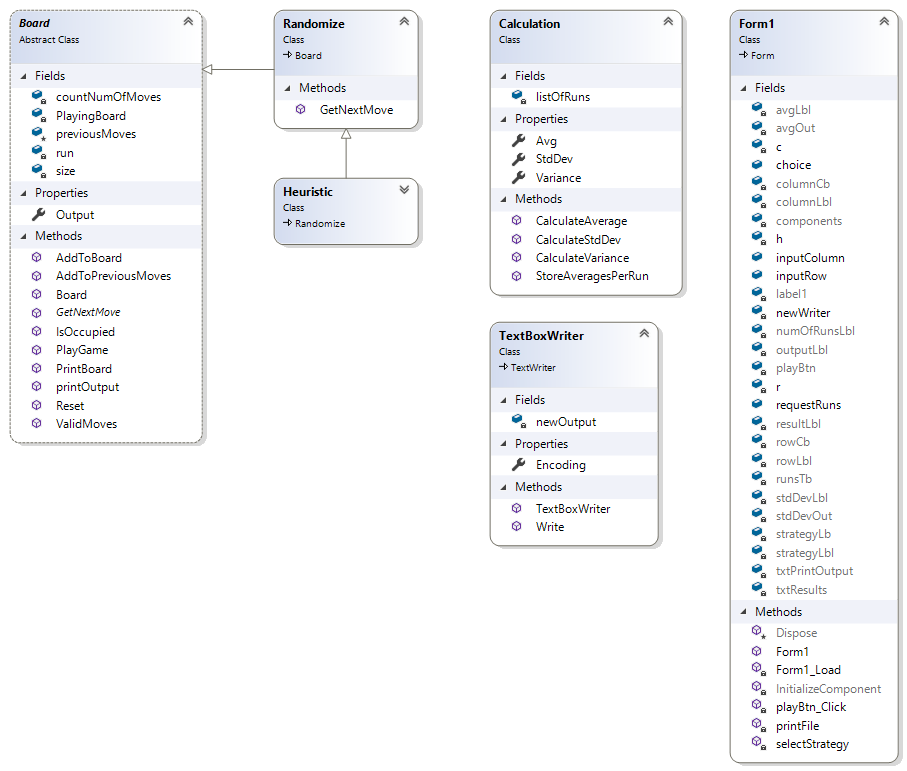 Board
Abstract Class
Fields
countNumOfMoves
PlayingBoard
previousMoves
run
size
Properties
Output
Methods
AddToBoard
AddToPreviousMoves
Board
GetNextMove
IsOccupied
PlayGame
PrintBoard
printOutput
Reset
ValidMoves
Randomize
Class
Board
Methods
GetNextMove
Heuristic
Class
Randomize
Calculation
Class
Fields
listOfRuns
Properties
Avg
StdDev
Variance
Methods
CalculateAverage
CalculateStdDev
CalculateVariance
StoreAveragesPerRun
TextBoxWriter
Class
TextWriter
Fields
newOutput
Properties
Encoding
Methods
TextBoxWriter
Write
Form1
Class
Form
Fields
avgLbl
avgOut
c
choice
columnCb
columnLbl
components
h
inputColumn
inputRow
label1
newWriter
numOfRunsLbl
outputLbl
playBtn
r
requestRuns
resultLbl
rowCb
rowLbl
runsTb
stdDevLbl
stdDevOut
strategyLb
strategyLbl
txtPrintOutput
txtResults
Methods
Dispose
Form1
Form1_Load
InitializeComponent
playBtn_Click
printFile
selectStrategy